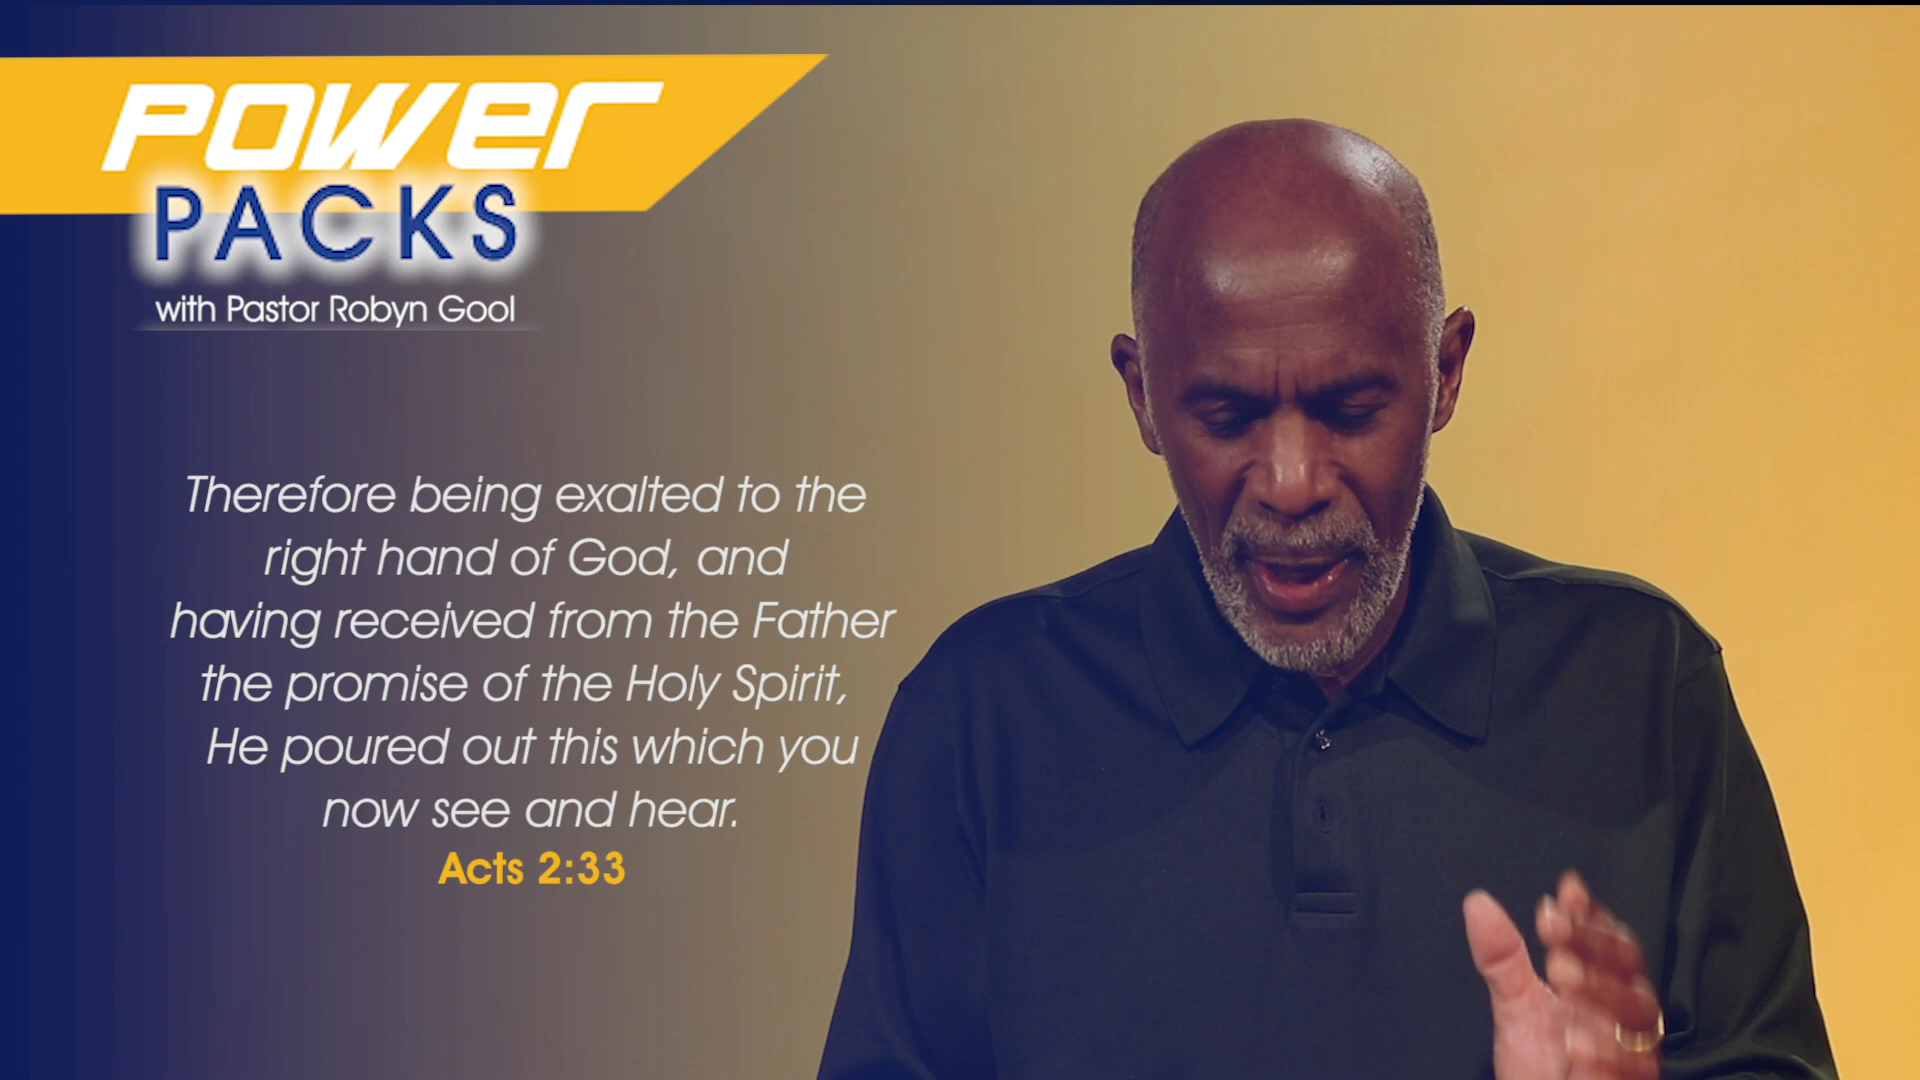 POWER
PACKS
with Pastor Robyn Gool
Therefore being exalted to the
right hand of God, and
having received from the Father
the promise of the Holy Spirit,
He poured out this which you
now see and hear.
Acts 2:33